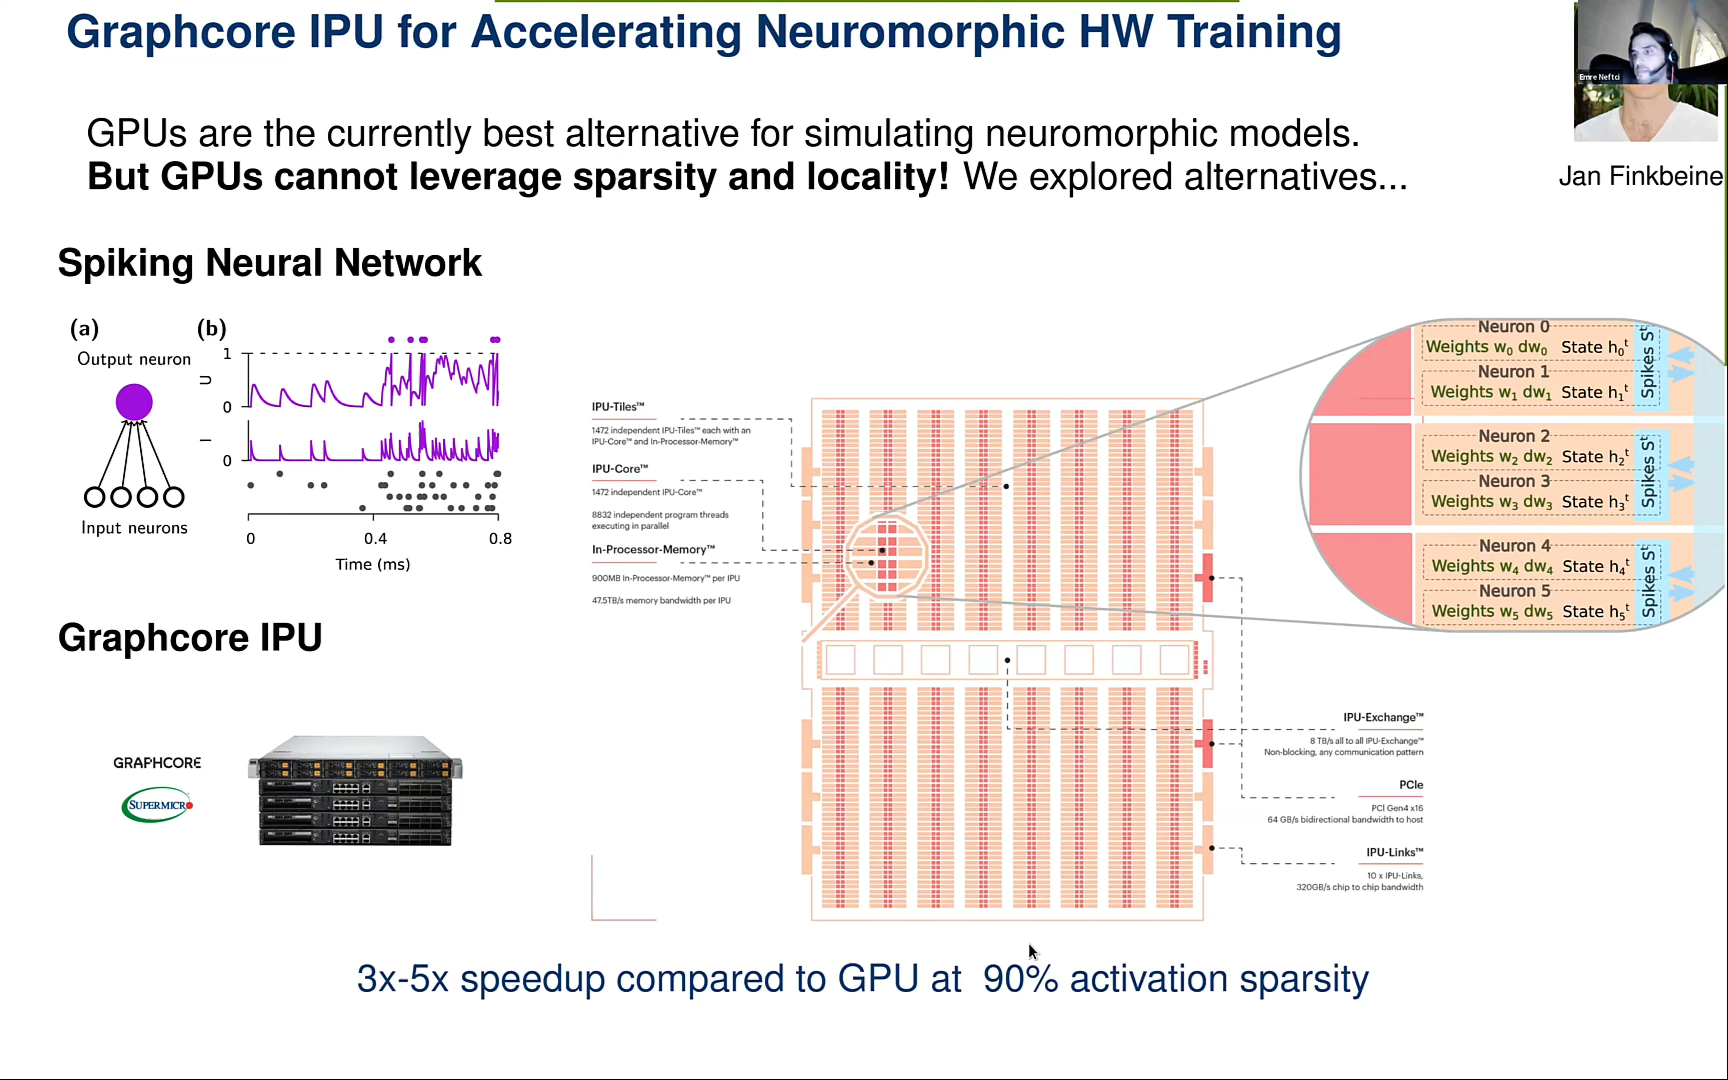 Graphcore IPU for Accelerating Neuromorphic HW Training
Emre Neftci
GPUs are the currently best alternative for simulating neuromorphic models.
But GPUs cannot leverage sparsity and locality! We explored alternatives...
Jan Finkbeine
Spiking Neural Network
(a)
(b)
Output neuron
Input neurons
U
1
0
I
0
0
0.4
0.8
Time (ms)
IPU-Tiles™
1472 independent IPU-Tiles™ each with an
IPU-Core™ and In-Processor-Memory™
IPU-Core™
1472 independent IPU-Core™
8832 independent program threads
executing in parallel
In-Processor-Memory™
900MB In-Processor-Memory™ per IPU
47.5TB/s memory bandwidth per IPU
Neuron 0
Weights w0 dw0 State h0^t
Neuron 1
Weights w1 dw1 State h1^t
Spikes S^t
Neuron 2
Weights w2 dw2 State h2^t
Neuron 3
Weights w3 dw3 State h3^t
Spikes S^t
Neuron 4
Weights w4 dw4 State h4^t
Neuron 5
Weights w5 dw5 State h5^t
Spikes S^t
Graphcore IPU
GRAPHCORE
SUPERMICRO
IPU-Exchange™
8 TB/s all to all IPU-Exchange™
Non-blocking, any communication pattern
PCIe
PCI Gen4 x16
64 GB/s bidirectional bandwidth to host
IPU-Links™
10 x IPU-Links,
320GB/s chip to chip bandwidth
3x-5x speedup compared to GPU at 90% activation sparsity